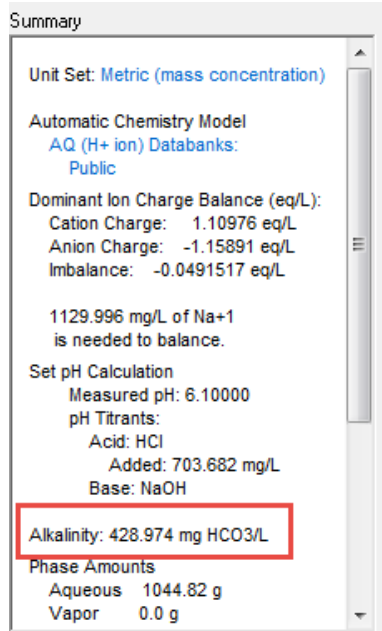 Summary
Unit Set: Metric (mass concentration)
Automatic Chemistry Model
AQ (H+ ion) Databanks:
Public
Dominant Ion Charge Balance (eq/L):
Cation Charge: 1.10976 eq/L
Anion Charge: -1.15891 eq/L
Imbalance: -0.0491517 eq/L
1129.996 mg/L of Na+1
is needed to balance.
Set pH Calculation
Measured pH: 6.10000
pH Titrants:
Acid: HCl
Added: 703.682 mg/L
Base: NaOH
Alkalinity: 428.974 mg HCO3/L
Phase Amounts
Aqueous 1044.82 g
Vapor 0.0 g